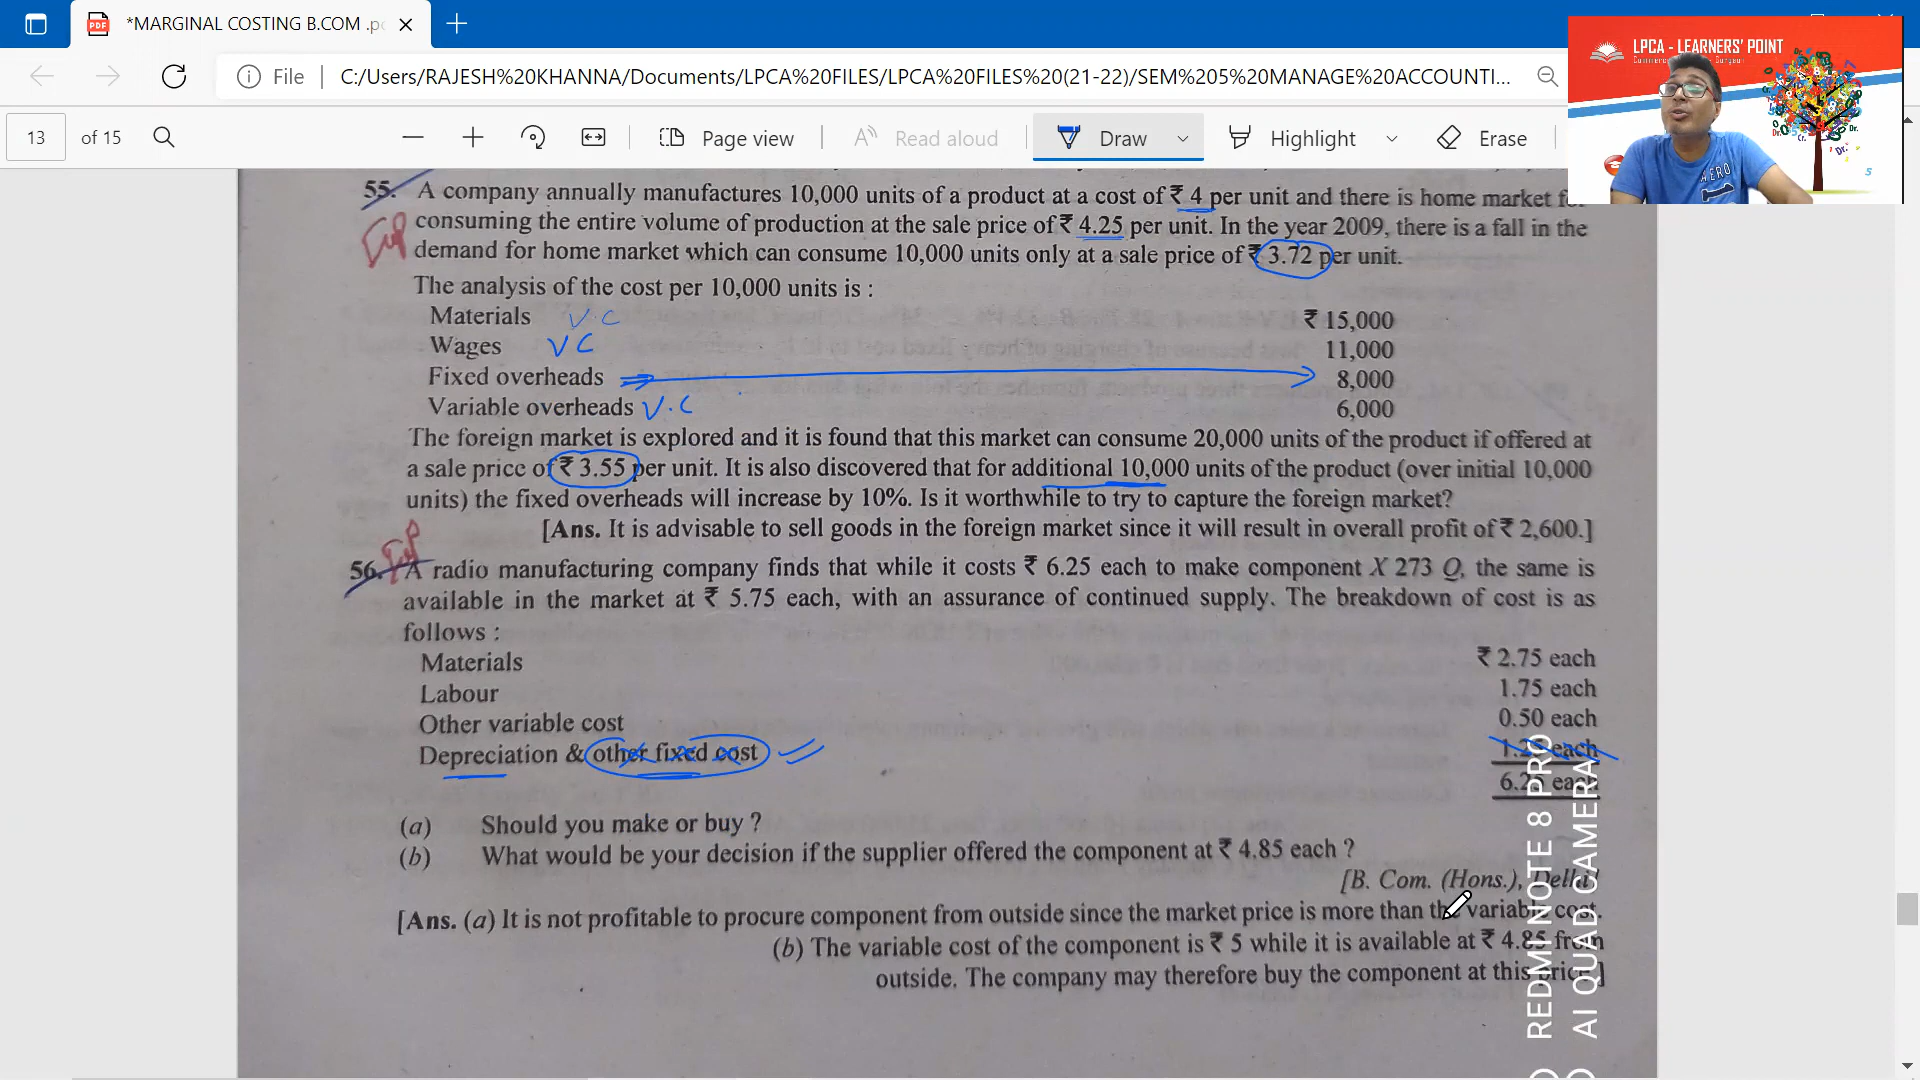 *MARGINAL COSTING B.COM .p
File
C:/Users/RAJESH%20KHANNA/Documents/LPCA%20FILES/LPCA%20FILES%20(21-22)/SEM%205%20MANAGE%20ACCOUNTI...
13 of 15
Page view
Read aloud
Draw
Highlight
Erase
LPCA - LEARNERS' POINT
55. A company annually manufactures 10,000 units of a product at a cost of ₹ 4 per unit and there is home market
Imp
consuming the entire volume of production at the sale price of ₹ 4.25 per unit. In the year 2009, there is a fall in the
demand for home market which can consume 10,000 units only at a sale price of ₹ 3.72 per unit.
The analysis of the cost per 10,000 units is :
Materials V.C ₹ 15,000
Wages VC 11,000
Fixed overheads 8,000
Variable overheads V.C 6,000
The foreign market is explored and it is found that this market can consume 20,000 units of the product if offered at
a sale price of ₹ 3.55 per unit. It is also discovered that for additional 10,000 units of the product (over initial 10,000
units) the fixed overheads will increase by 10%. Is it worthwhile to try to capture the foreign market?
[Ans. It is advisable to sell goods in the foreign market since it will result in overall profit of ₹ 2,600.]
Imp
56. A radio manufacturing company finds that while it costs ₹ 6.25 each to make component X 273 Q, the same is
available in the market at ₹ 5.75 each, with an assurance of continued supply. The breakdown of cost is as
follows :
Materials ₹ 2.75 each
Labour 1.75 each
Other variable cost 0.50 each
Depreciation & other fixed cost 1.25 each
6.25 each
(a) Should you make or buy ?
(b) What would be your decision if the supplier offered the component at ₹ 4.85 each ?
[B. Com. (Hons.), Delhi]
[Ans. (a) It is not profitable to procure component from outside since the market price is more than the variable cost.
(b) The variable cost of the component is ₹ 5 while it is available at ₹ 4.85 from
outside. The company may therefore buy the component at this price.]
REDMI NOTE 8 PRO
AI QUAD CAMERA